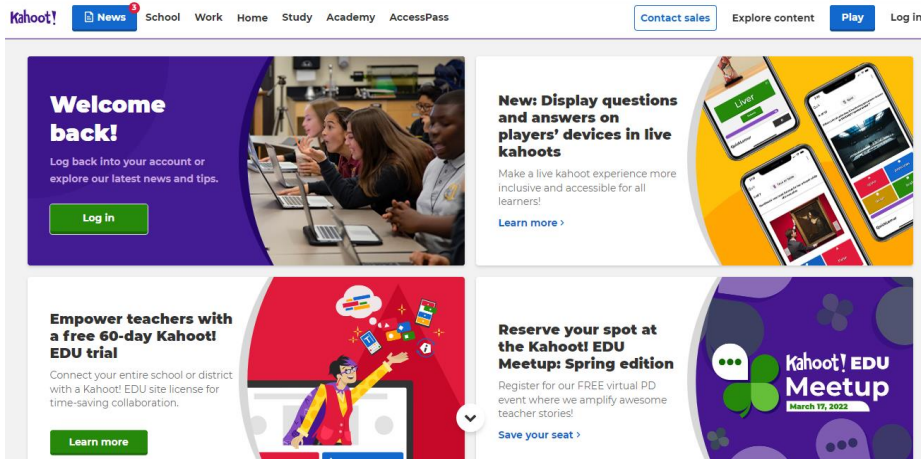 Kahoot!
News
3
School
Work
Home
Study
Academy
AccessPass
Contact sales
Explore content
Play
Log in
Welcome
back!
Log back into your account or
explore our latest news and tips.
Log in
New: Display questions
and answers on
players' devices in live
kahoots
Make a live kahoot experience more
inclusive and accessible for all
learners!
Learn more ›
Liver
Empower teachers with
a free 60-day Kahoot!
EDU trial
Connect your entire school or district
with a Kahoot! EDU site license for
time-saving collaboration.
Learn more
Reserve your spot at
the Kahoot! EDU
Meetup: Spring edition
Register for our FREE virtual PD
event where we amplify awesome
teacher stories!
Save your seat ›
Kahoot! EDU
Meetup
March 17, 2022